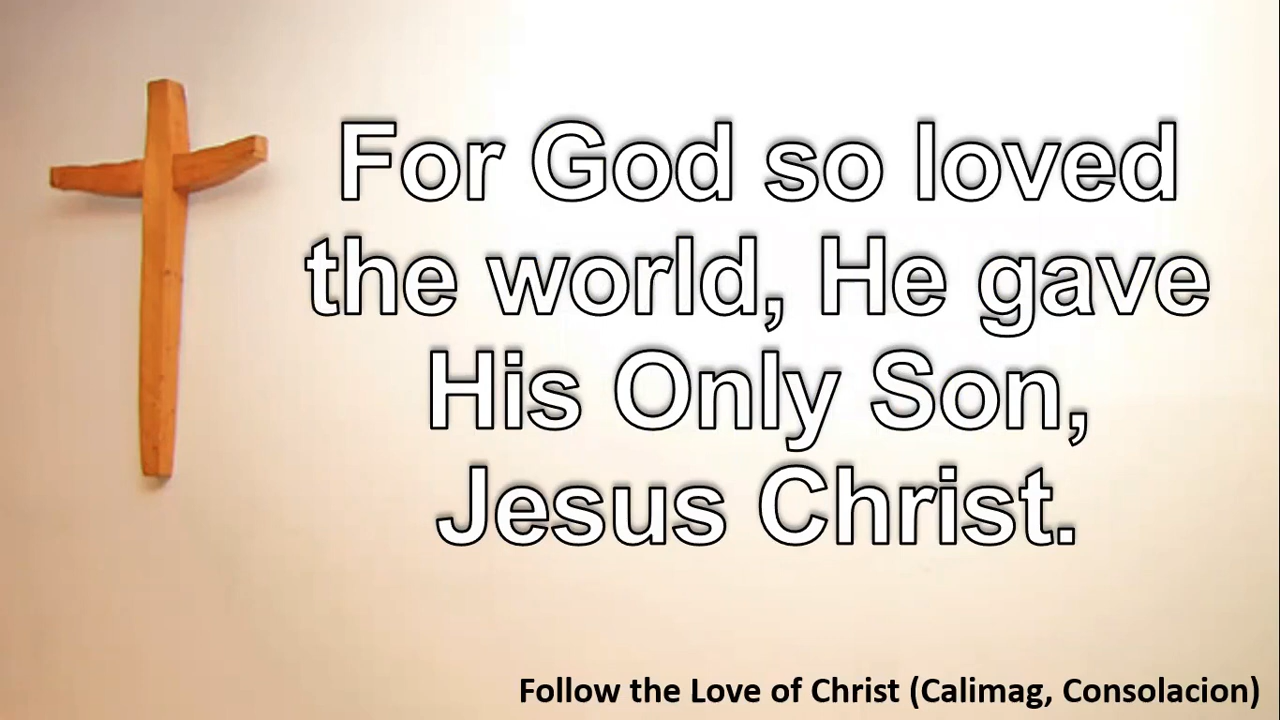 For God so loved
the world, He gave
His Only Son,
Jesus Christ.
Follow the Love of Christ (Calimag, Consolacion)